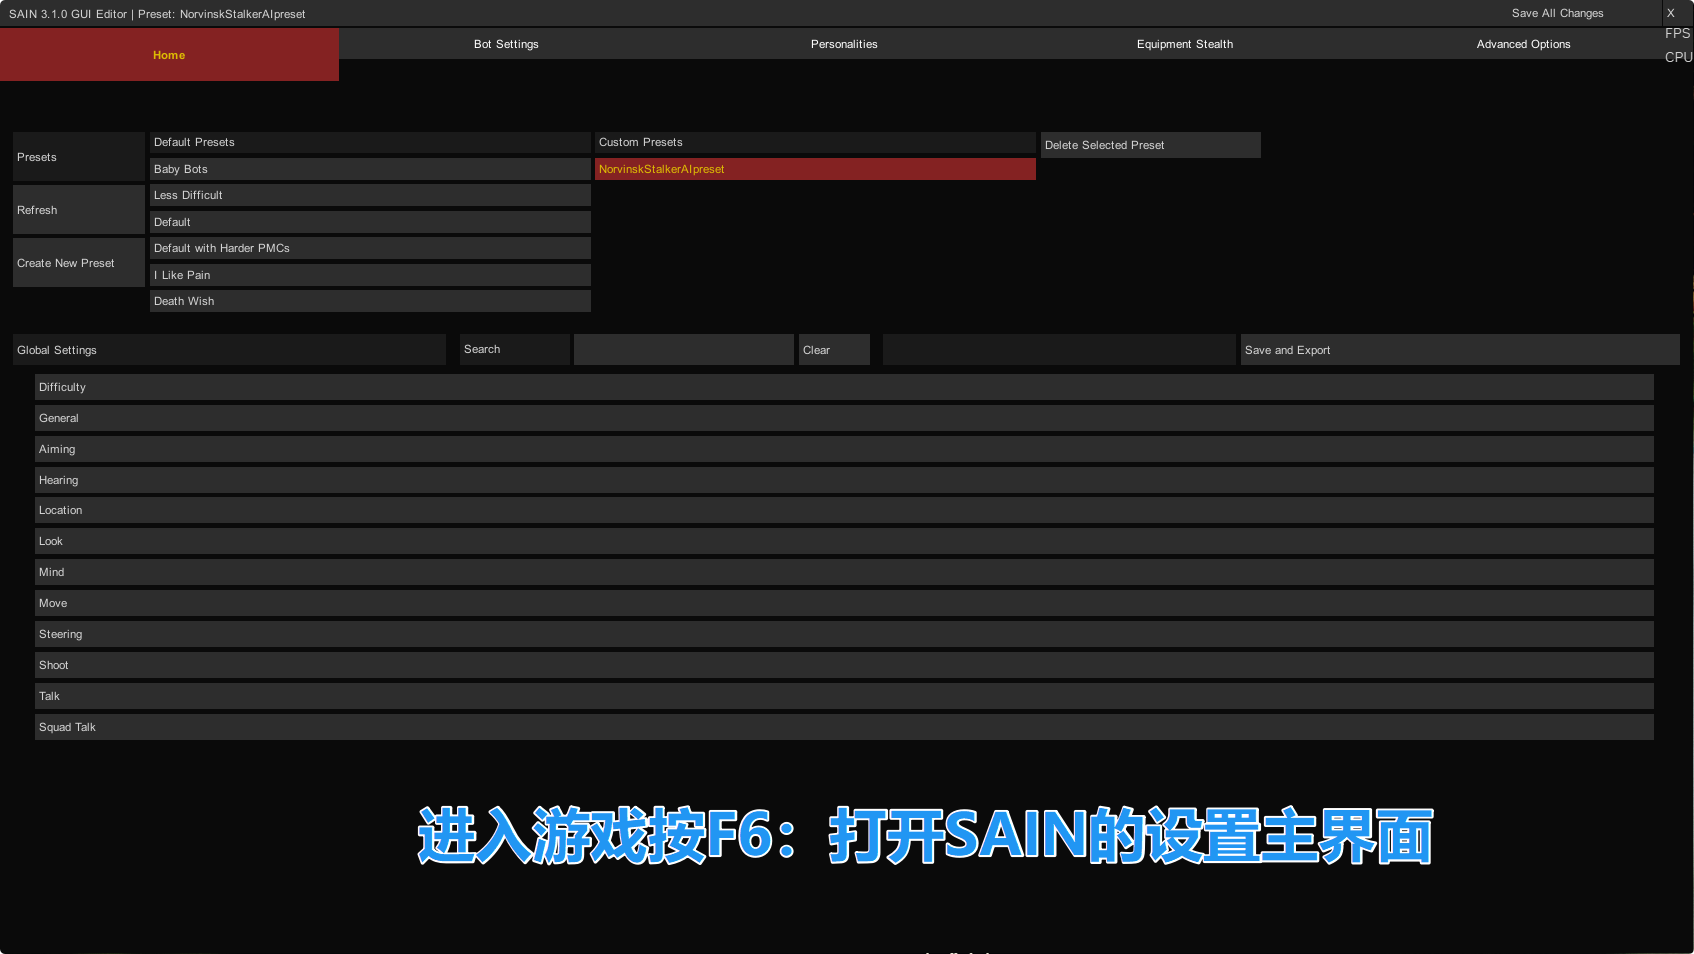 SAIN 3.1.0 GUI Editor | Preset: NorvinskStalkerAIpreset
Save All Changes
X
FPS
CPU
Home
Bot Settings
Personalities
Equipment Stealth
Advanced Options
Presets
Refresh
Create New Preset
Default Presets
Baby Bots
Less Difficult
Default
Default with Harder PMCs
I Like Pain
Death Wish
Custom Presets
NorvinskStalkerAIpreset
Delete Selected Preset
Global Settings
Search
Clear
Save and Export
Difficulty
General
Aiming
Hearing
Location
Look
Mind
Move
Steering
Shoot
Talk
Squad Talk
进入游戏按F6：打开SAIN的设置主界面